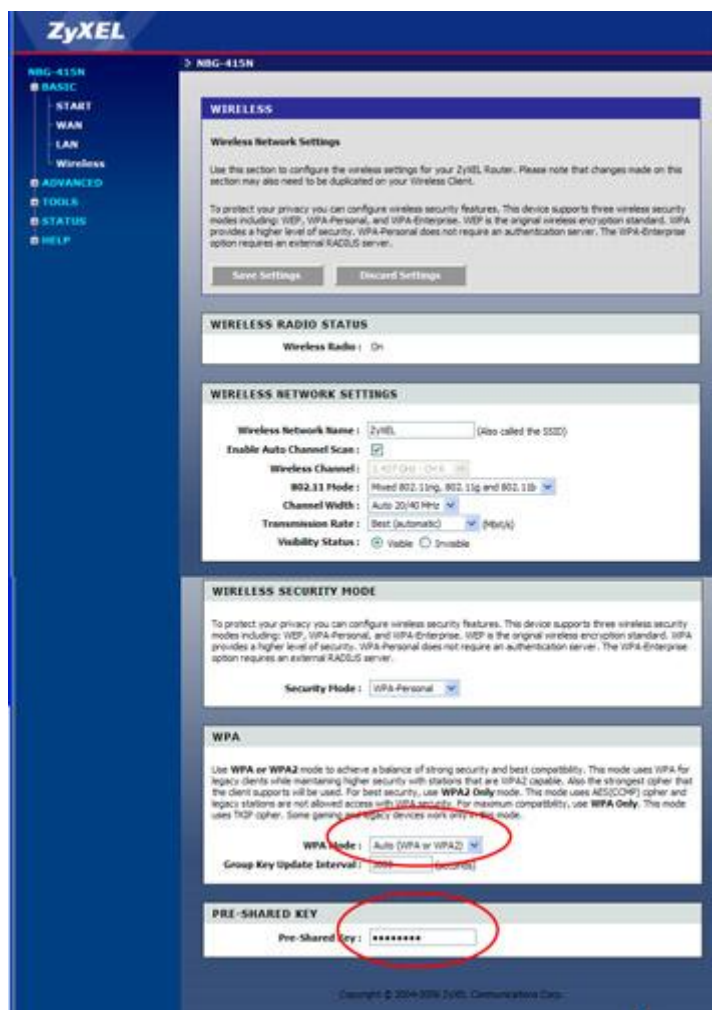 ZyXEL
NBG-415N
BASIC
START
WAN
LAN
Wireless
ADVANCED
TOOLS
STATUS
HELP
NBG-415N
WIRELESS
Wireless Network Settings
Use this section to configure the wireless settings for your ZyXEL Router. Please note that changes made on this
section may also need to be duplicated on your Wireless Client.
To protect your privacy you can configure wireless security features. This device supports three wireless security
modes including: WEP, WPA-Personal, and WPA-Enterprise. WEP is the original wireless encryption standard. WPA
provides a higher level of security. WPA-Personal does not require an authentication server. The WPA-Enterprise
option requires an external RADIUS server.
Save Settings Discard Settings
WIRELESS RADIO STATUS
Wireless Radio : On
WIRELESS NETWORK SETTINGS
Wireless Network Name : ZyXEL (Also called the SSID)
Enable Auto Channel Scan :
Wireless Channel : 2.437 GHz - CH 6
802.11 Mode : Mixed 802.11ng, 802.11g and 802.11b
Channel Width : Auto 20/40 MHz
Transmission Rate : Best (automatic) (Mbit/s)
Visibility Status : Visible Invisible
WIRELESS SECURITY MODE
To protect your privacy you can configure wireless security features. This device supports three wireless security
modes including: WEP, WPA-Personal, and WPA-Enterprise. WEP is the original wireless encryption standard. WPA
provides a higher level of security. WPA-Personal does not require an authentication server. The WPA-Enterprise
option requires an external RADIUS server.
Security Mode : WPA-Personal
WPA
Use WPA or WPA2 mode to achieve a balance of strong security and best compatibility. This mode uses WPA for
legacy clients while maintaining higher security with stations that are WPA2 capable. Also the strongest cipher that
the client supports will be used. For best security, use WPA2 Only mode. This mode uses AES(CCMP) cipher and
legacy stations are not allowed access with WPA security. For maximum compatibility, use WPA Only. This mode
uses TKIP cipher. Some gaming and legacy devices work only in this mode.
WPA Mode : Auto (WPA or WPA2)
Group Key Update Interval : (seconds)
PRE-SHARED KEY
Pre-Shared Key : ••••••••
Copyright © 2004-2006 ZyXEL Communications Corp.